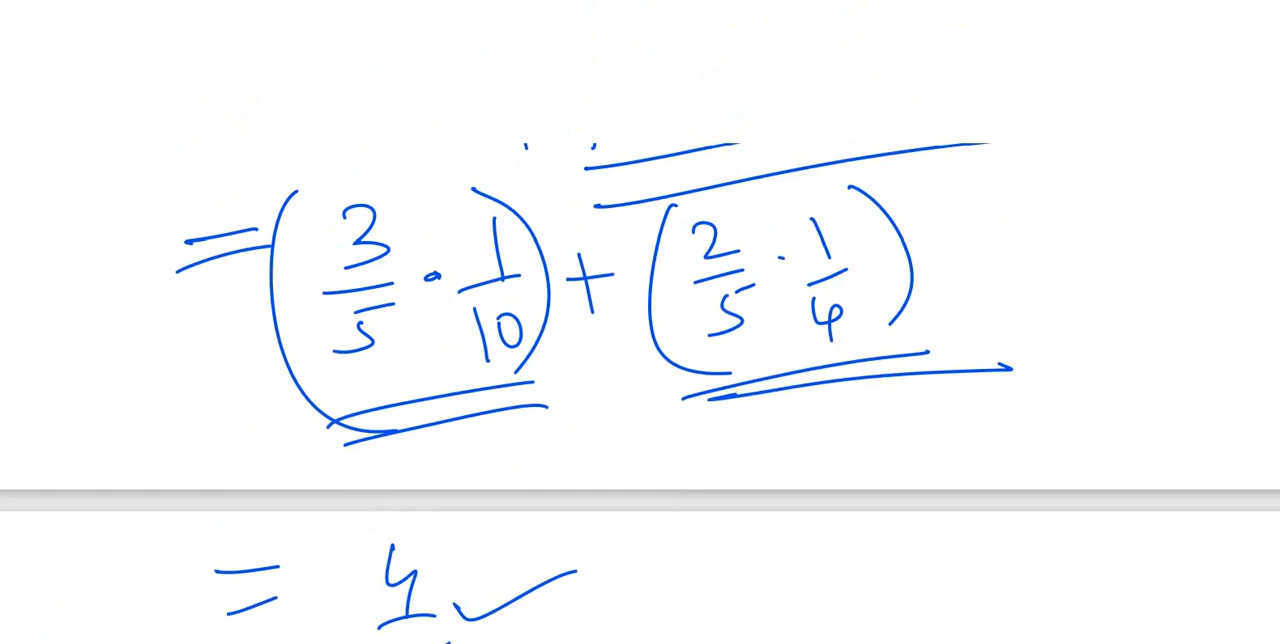 = (3/5 · 1/10) + (2/5 · 1/4)
= 4